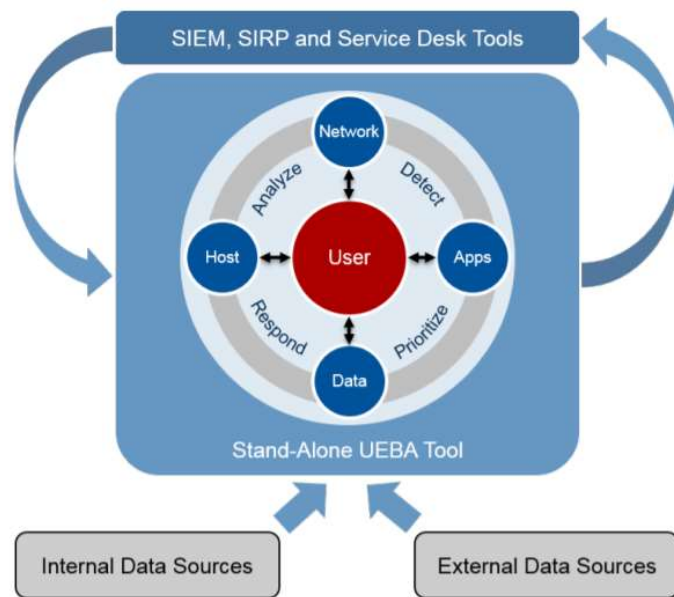 SIEM, SIRP and Service Desk Tools
Network
Analyze
Detect
Host
User
Apps
Respond
Prioritize
Data
Stand-Alone UEBA Tool
Internal Data Sources
External Data Sources